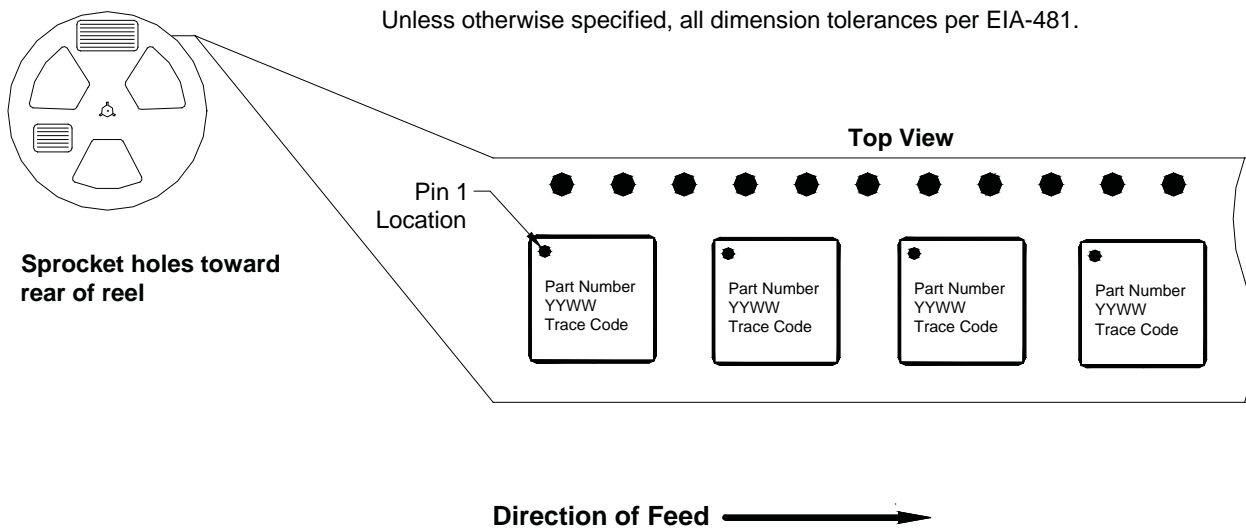 Unless otherwise specified, all dimension tolerances per EIA-481.
Top View
Pin 1
Location
Sprocket holes toward
rear of reel
Part Number
YYWW
Trace Code
Part Number
YYWW
Trace Code
Part Number
YYWW
Trace Code
Part Number
YYWW
Trace Code
Direction of Feed